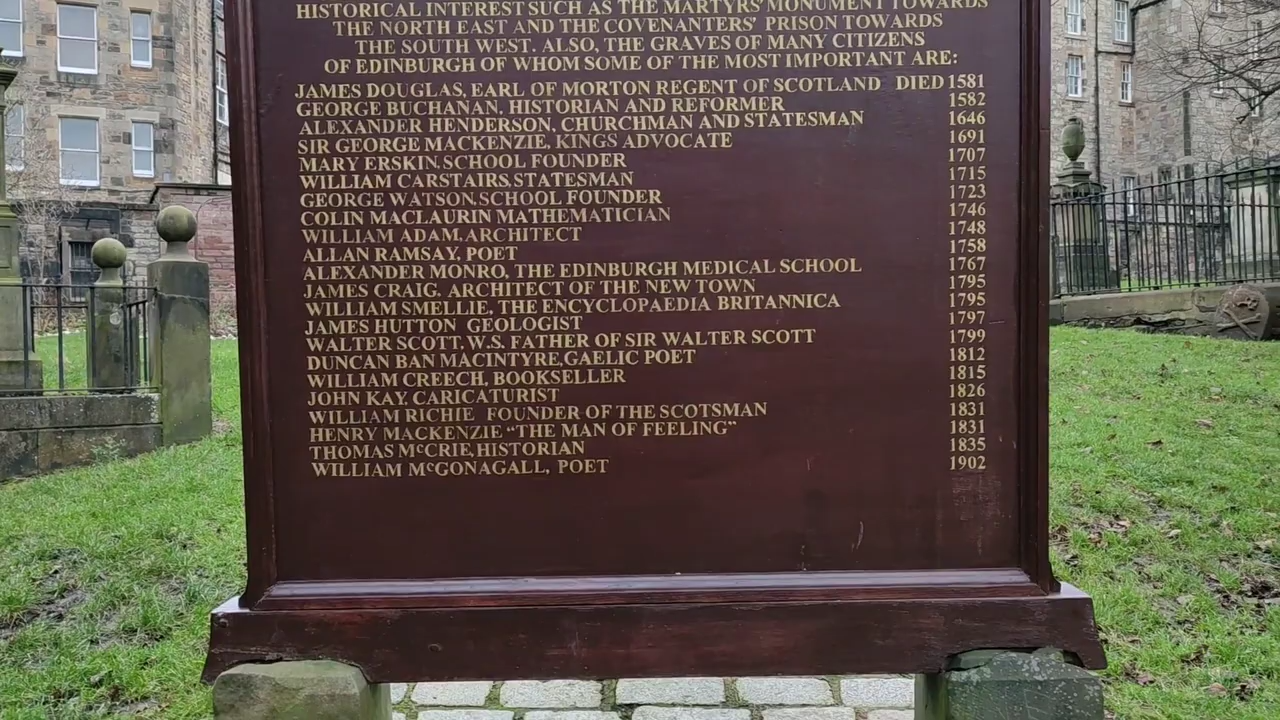 HISTORICAL INTEREST SUCH AS THE MARTYRS' MONUMENT TOWARDS
THE NORTH EAST AND THE COVENANTERS' PRISON TOWARDS
THE SOUTH WEST. ALSO, THE GRAVES OF MANY CITIZENS
OF EDINBURGH OF WHOM SOME OF THE MOST IMPORTANT ARE:
JAMES DOUGLAS, EARL OF MORTON REGENT OF SCOTLAND DIED 1581
GEORGE BUCHANAN, HISTORIAN AND REFORMER 1582
ALEXANDER HENDERSON, CHURCHMAN AND STATESMAN 1646
SIR GEORGE MACKENZIE, KINGS ADVOCATE 1691
MARY ERSKIN, SCHOOL FOUNDER 1707
WILLIAM CARSTAIRS, STATESMAN 1715
GEORGE WATSON, SCHOOL FOUNDER 1723
COLIN MACLAURIN MATHEMATICIAN 1746
WILLIAM ADAM, ARCHITECT 1748
ALLAN RAMSAY, POET 1758
ALEXANDER MONRO, THE EDINBURGH MEDICAL SCHOOL 1767
JAMES CRAIG. ARCHITECT OF THE NEW TOWN 1795
WILLIAM SMELLIE, THE ENCYCLOPAEDIA BRITANNICA 1795
JAMES HUTTON GEOLOGIST 1797
WALTER SCOTT, W.S. FATHER OF SIR WALTER SCOTT 1799
DUNCAN BAN MACINTYRE, GAELIC POET 1812
WILLIAM CREECH, BOOKSELLER 1815
JOHN KAY, CARICATURIST 1826
WILLIAM RICHIE FOUNDER OF THE SCOTSMAN 1831
HENRY MACKENZIE "THE MAN OF FEELING" 1831
THOMAS McCRIE, HISTORIAN 1835
WILLIAM McGONAGALL, POET 1902